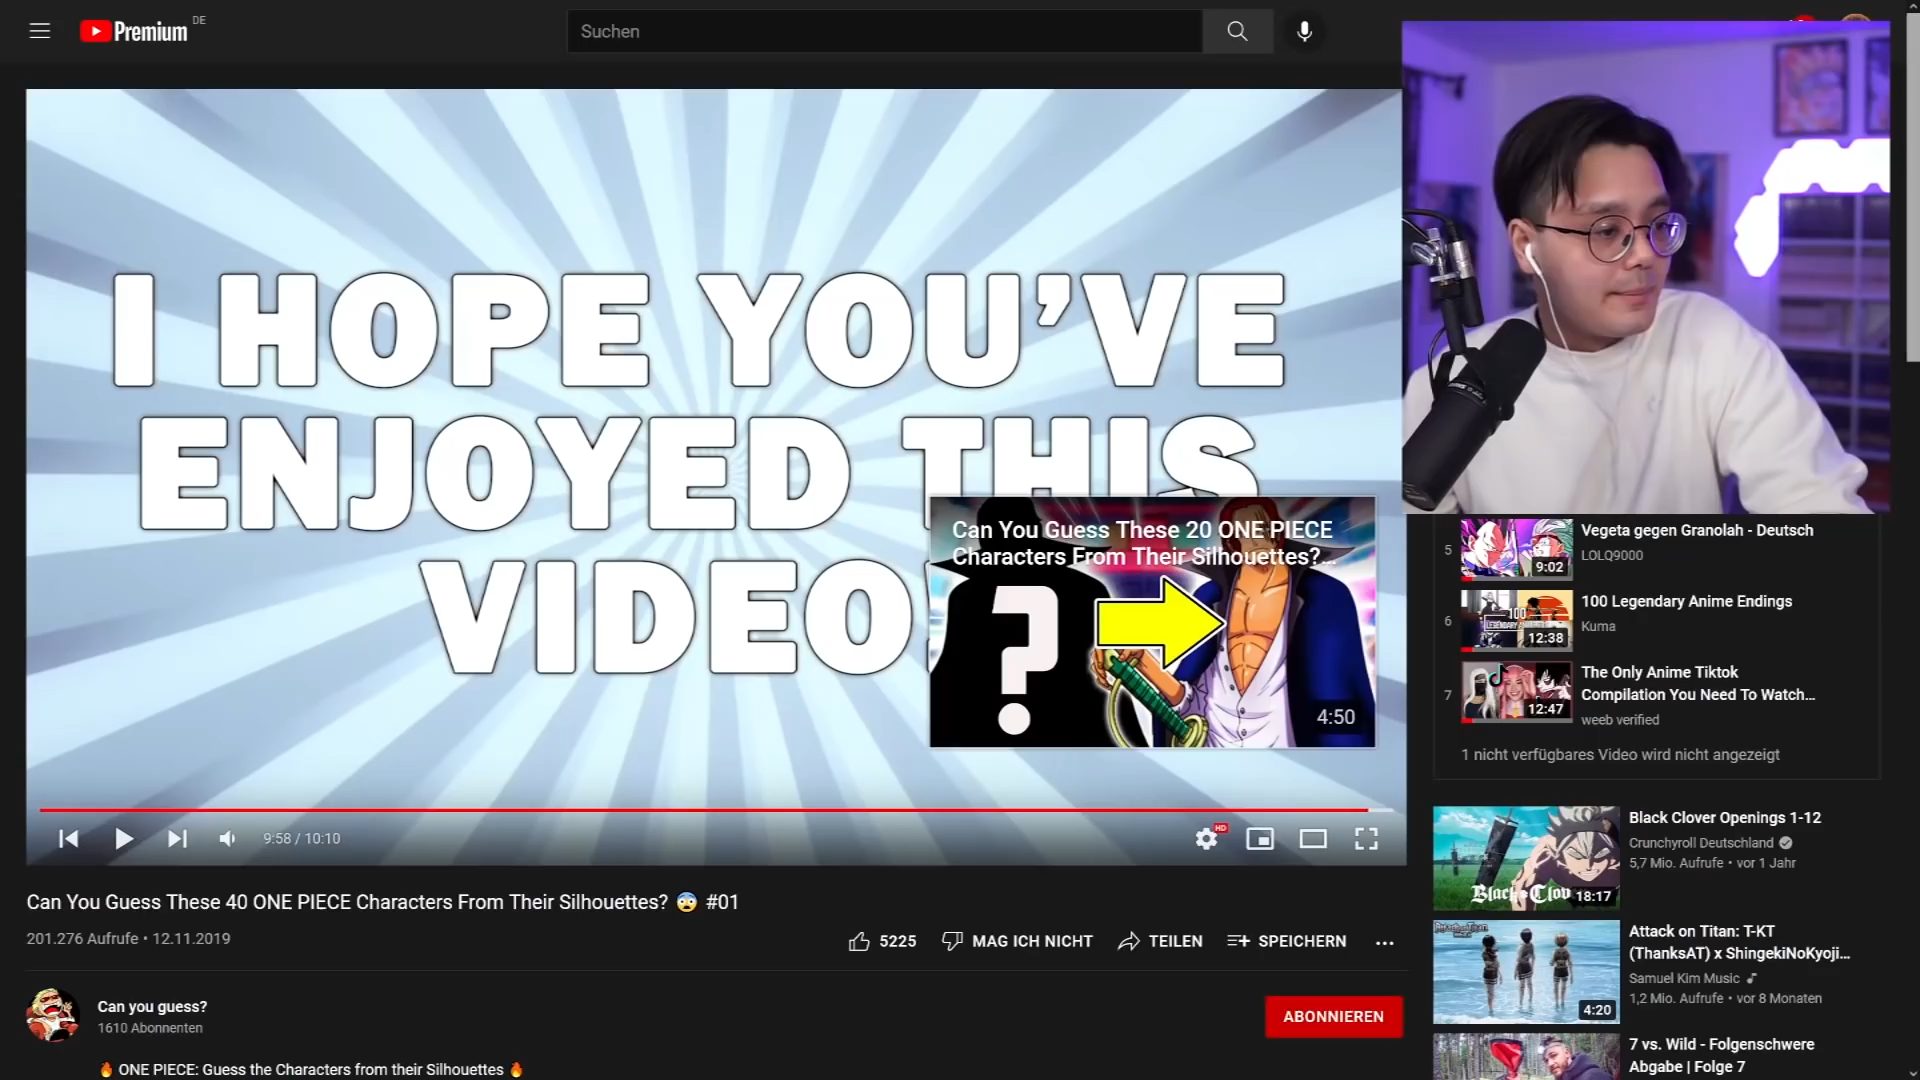 Premium DE
Suchen
I HOPE YOU'VE
ENJOYED THIS
VIDEO
Can You Guess These 20 ONE PIECE
Characters From Their Silhouettes?...
?
4:50
9:58 / 10:10
HD
Can You Guess These 40 ONE PIECE Characters From Their Silhouettes? 😨 #01
201.276 Aufrufe • 12.11.2019
5225
MAG ICH NICHT
TEILEN
SPEICHERN
...
Can you guess?
1610 Abonnenten
ABONNIEREN
🔥 ONE PIECE: Guess the Characters from their Silhouettes 🔥
5
9:02
Vegeta gegen Granolah - Deutsch
LOLQ9000
6
100
12:38
100 Legendary Anime Endings
Kuma
7
12:47
The Only Anime Tiktok
Compilation You Need To Watch...
weeb verified
1 nicht verfügbares Video wird nicht angezeigt
18:17
Black Clover Openings 1-12
Crunchyroll Deutschland
5,7 Mio. Aufrufe • vor 1 Jahr
4:20
Attack on Titan: T-KT
(ThanksAT) x ShingekiNoKyoji...
Samuel Kim Music
1,2 Mio. Aufrufe • vor 8 Monaten
7 vs. Wild - Folgenschwere
Abgabe | Folge 7